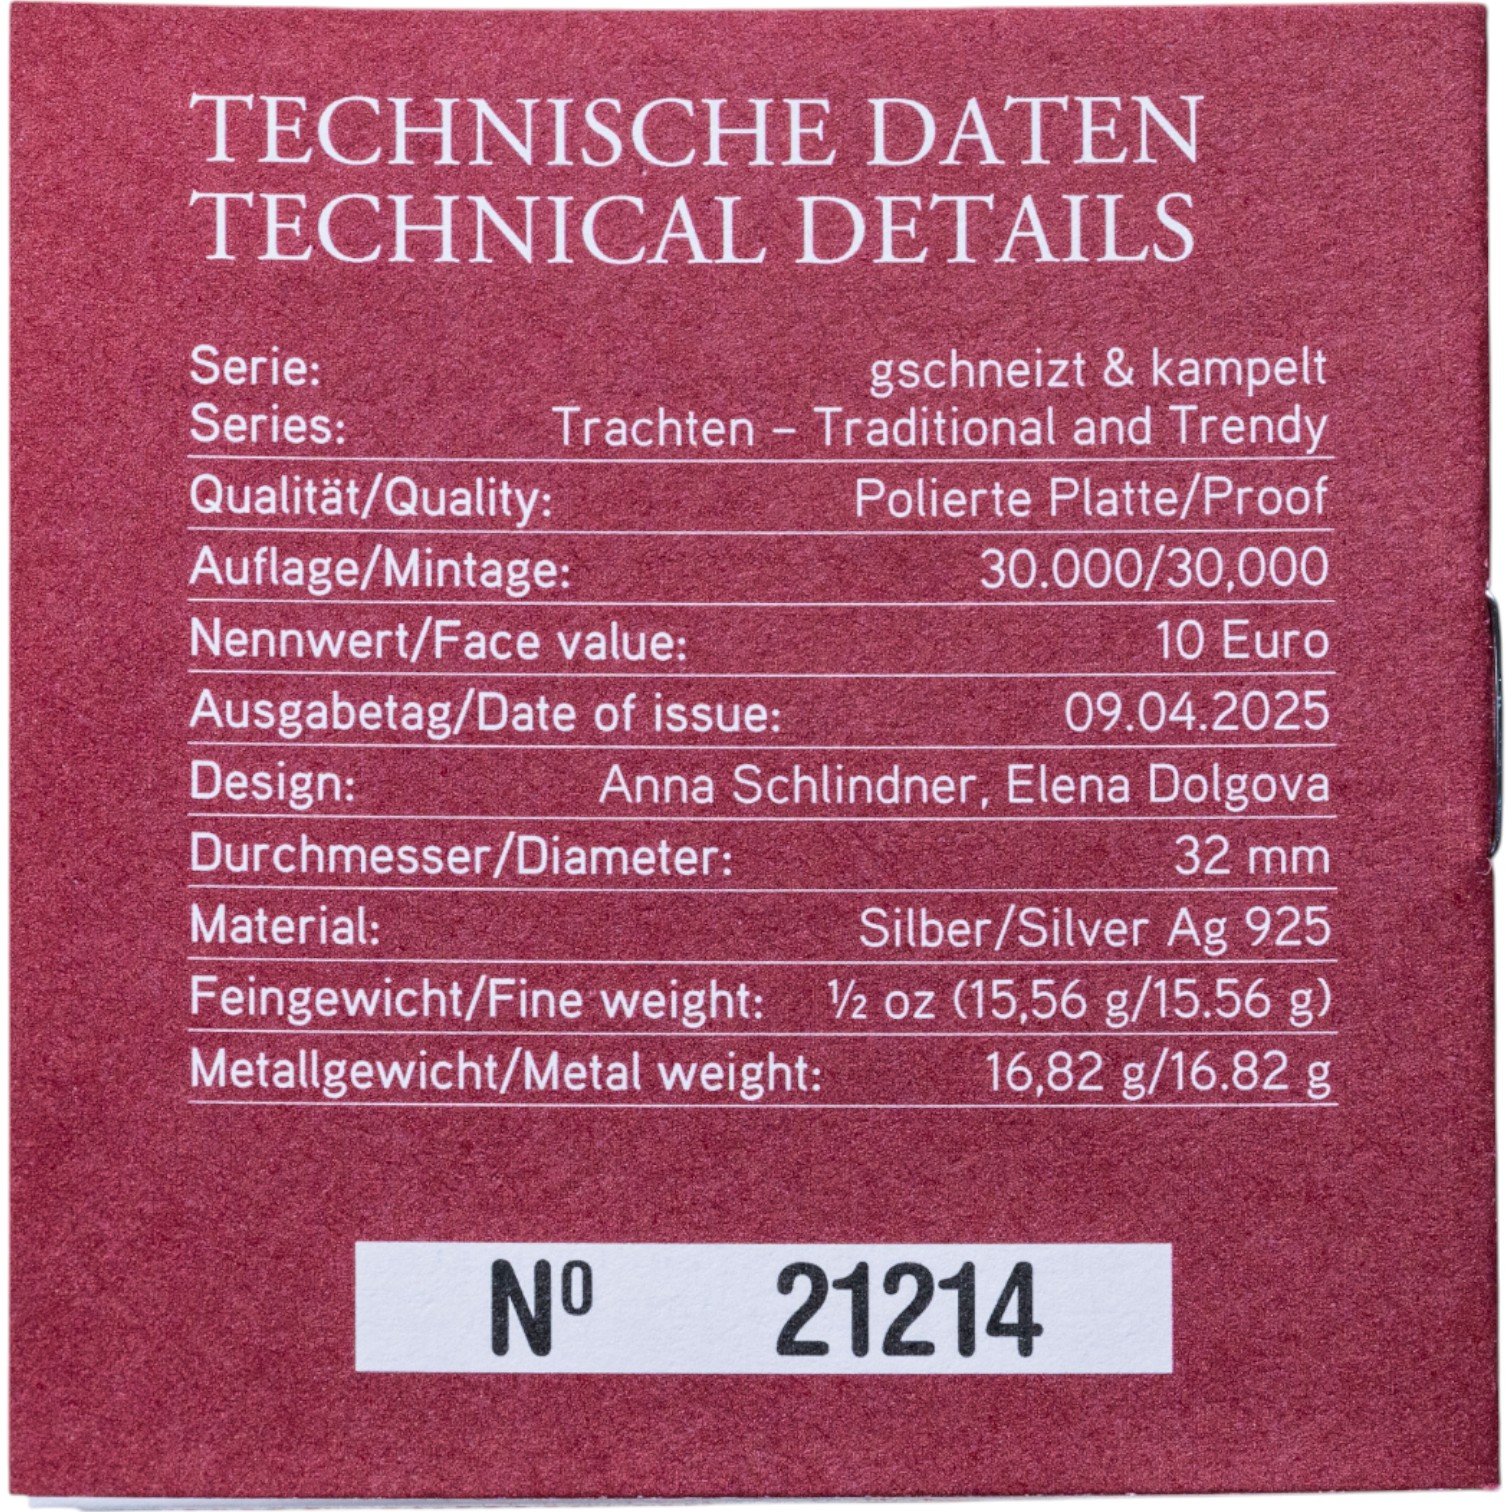 TECHNISCHE DATEN
TECHNICAL DETAILS
Serie: gschneizt & kampelt
Series: Trachten – Traditional and Trendy
Qualität/Quality: Polierte Platte/Proof
Auflage/Mintage: 30.000/30,000
Nennwert/Face value: 10 Euro
Ausgabetag/Date of issue: 09.04.2025
Design: Anna Schlindner, Elena Dolgova
Durchmesser/Diameter: 32 mm
Material: Silber/Silver Ag 925
Feingewicht/Fine weight: ½ oz (15,56 g/15.56 g)
Metallgewicht/Metal weight: 16,82 g/16.82 g
Nº 21214